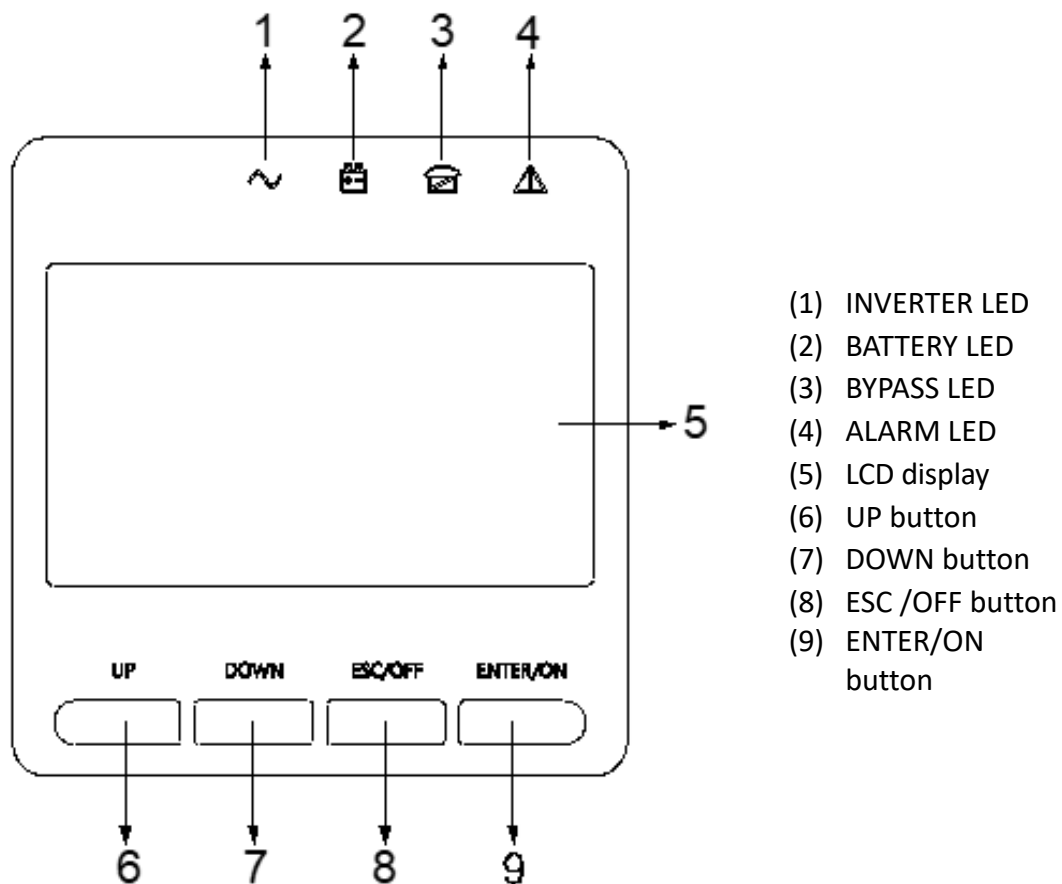 1 2 3 4
5
UP DOWN ESC/OFF ENTER/ON
6 7 8 9
(1) INVERTER LED
(2) BATTERY LED
(3) BYPASS LED
(4) ALARM LED
(5) LCD display
(6) UP button
(7) DOWN button
(8) ESC /OFF button
(9) ENTER/ON
button